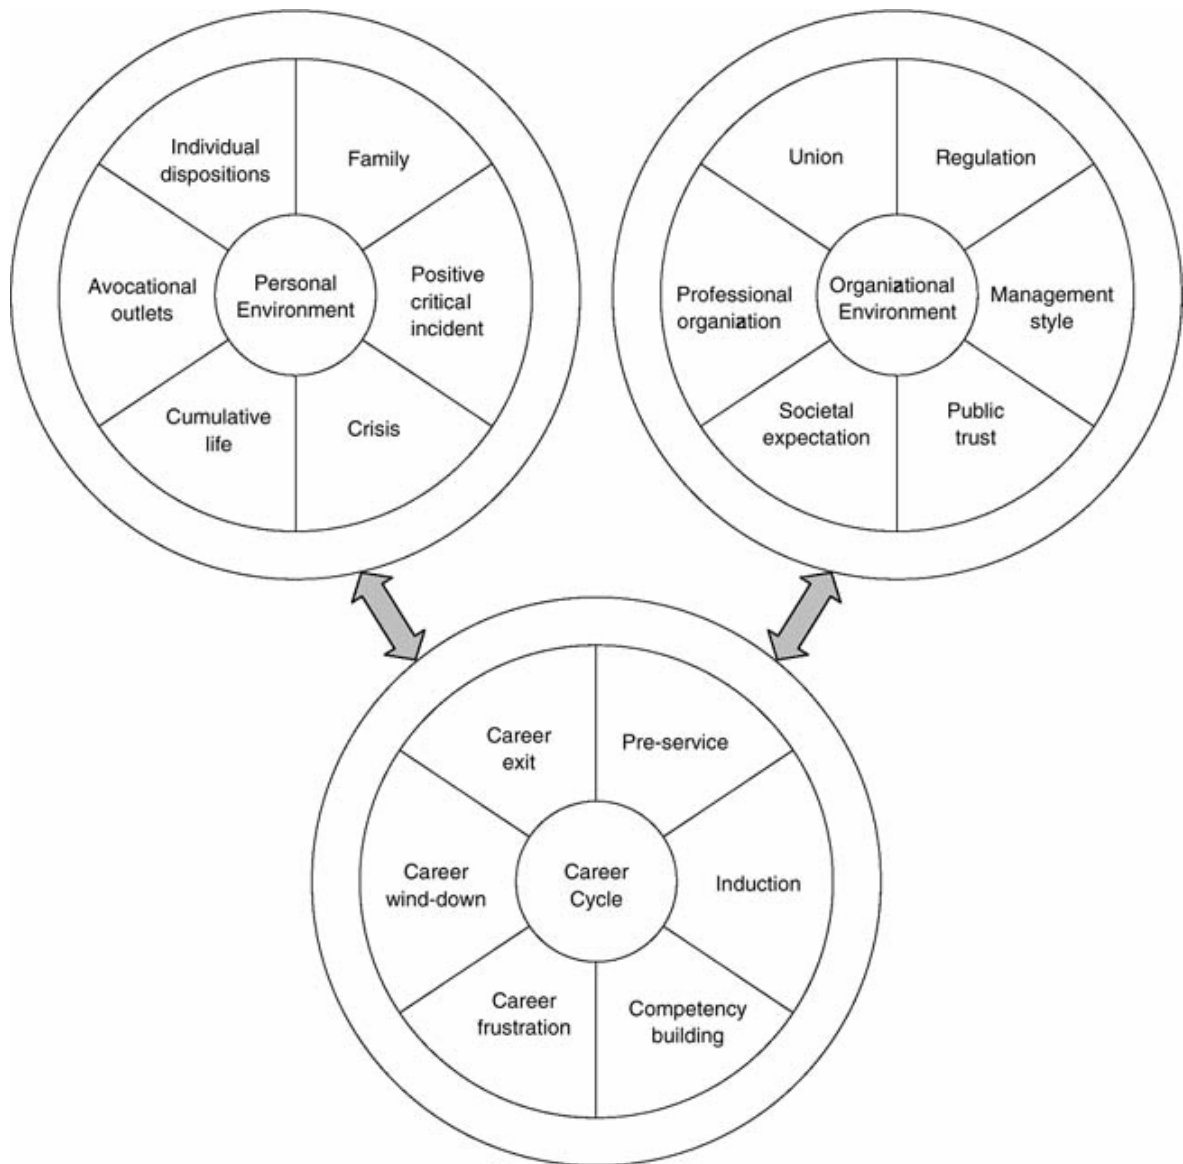 Individual
dispositions
Family
Avocational
outlets
Personal
Environment
Positive
critical
incident
Cumulative
life
Crisis
Union
Regulation
Professional
organiation
Organiational
Environment
Management
style
Societal
expectation
Public
trust
Career
exit
Pre-service
Career
wind-down
Career
Cycle
Induction
Career
frustration
Competency
building